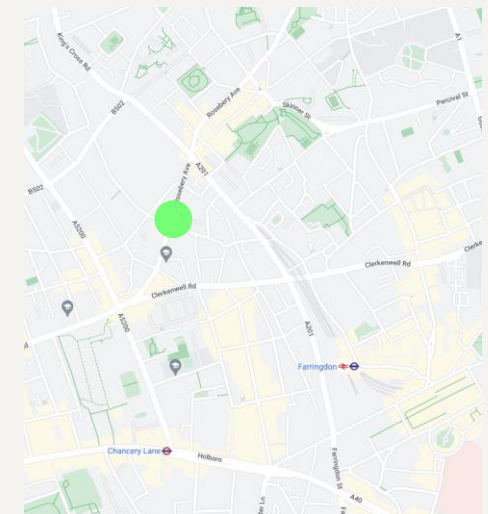 King's Cross Rd
A1
Rosebery Ave
Skinner St
Percival St
B502
A201
Rosebery Ave
B502
A5200
Clerkenwell Rd
Clerkenwell Rd
A5200
A201
Farringdon
Chancery Lane
Holborn
Farringdon St
A40